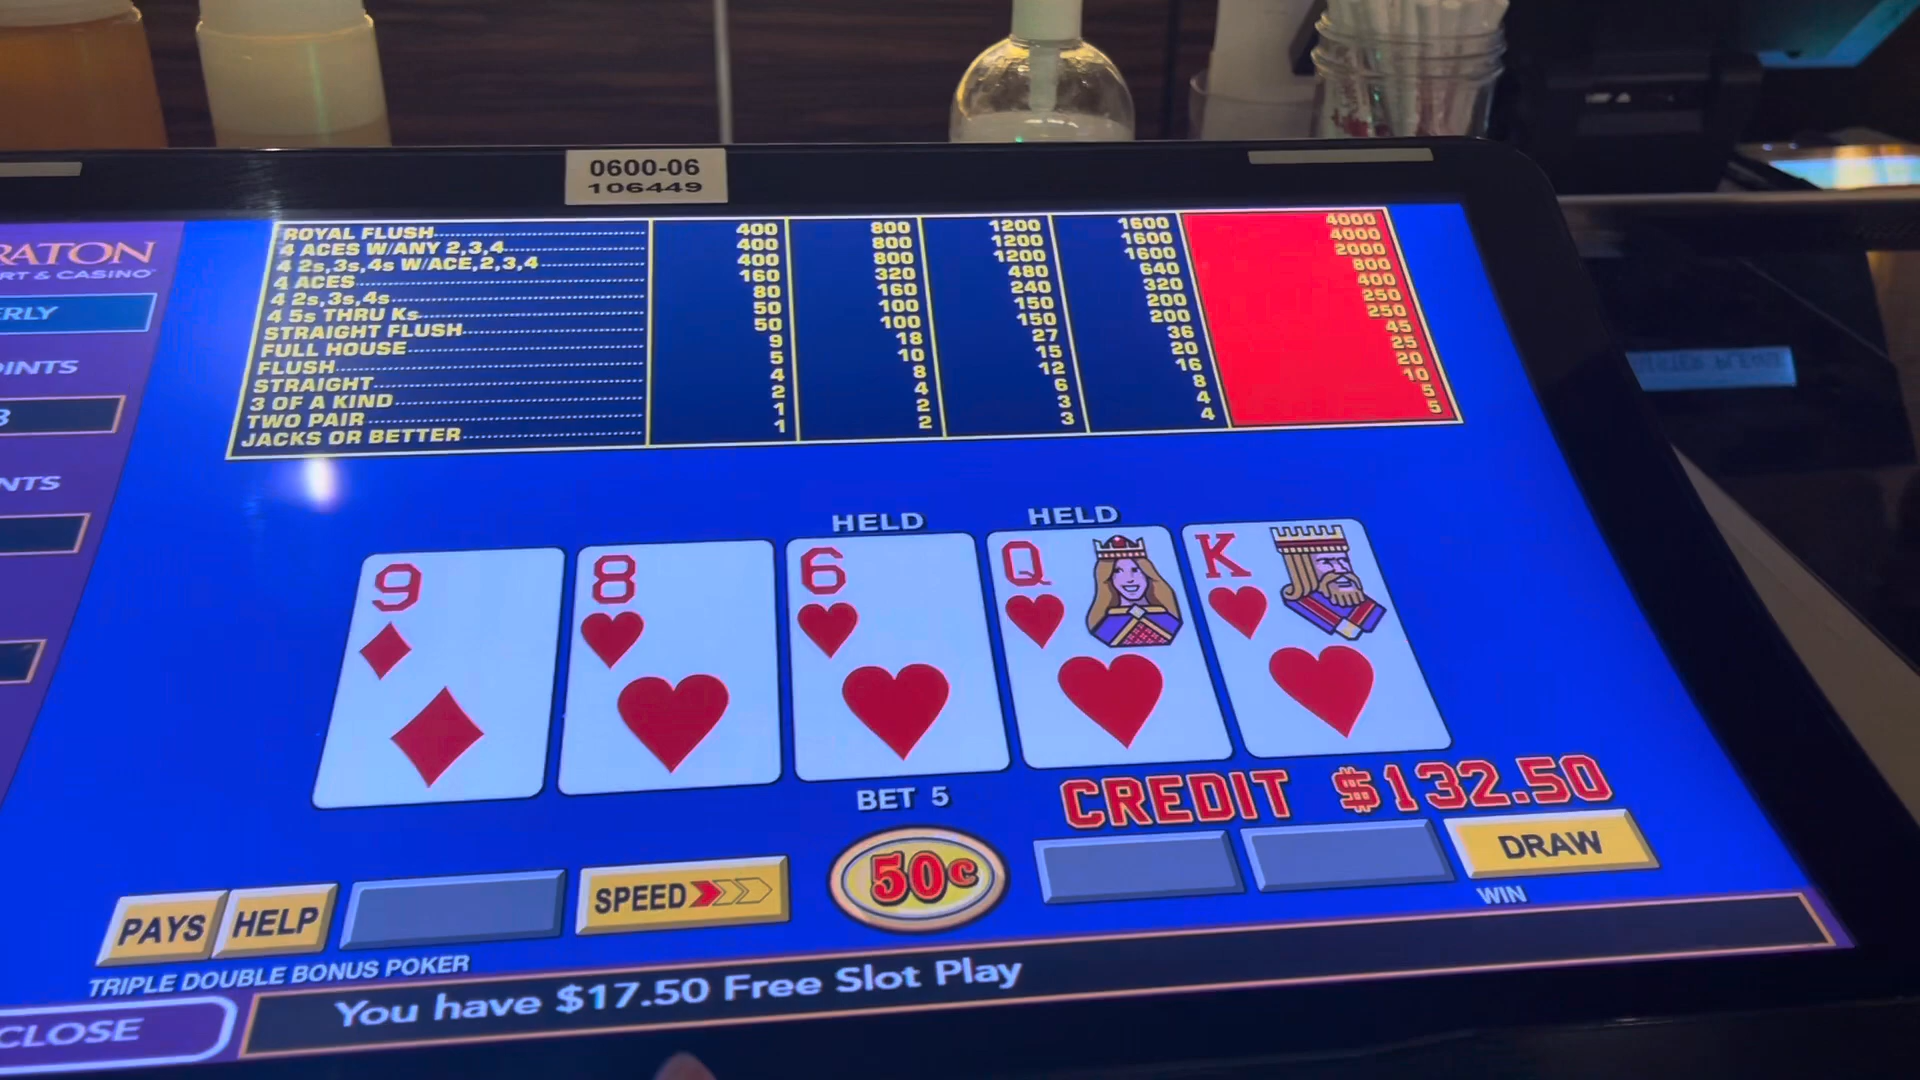 0600-06
106449
RATON
RT & CASINO
ERLY
OINTS
3
NTS
ROYAL FLUSH 400 800 1200 1600 4000
4 ACES W/ANY 2,3,4 400 800 1200 1600 4000
4 2s,3s,4s W/ACE,2,3,4 400 800 1200 1600 2000
4 ACES 160 320 480 640 800
4 2s,3s,4s 80 160 240 320 400
4 5s THRU Ks 50 100 150 200 250
STRAIGHT FLUSH 50 100 150 200 250
FULL HOUSE 9 18 27 36 45
FLUSH 5 10 15 20 25
STRAIGHT 4 8 12 16 20
3 OF A KIND 2 4 6 8 10
TWO PAIR 1 2 3 4 5
JACKS OR BETTER 1 2 3 4 5
HELD HELD
9 8 6 Q K
BET 5
CREDIT $132.50
PAYS HELP SPEED 50¢ DRAW
WIN
TRIPLE DOUBLE BONUS POKER
CLOSE
You have $17.50 Free Slot Play